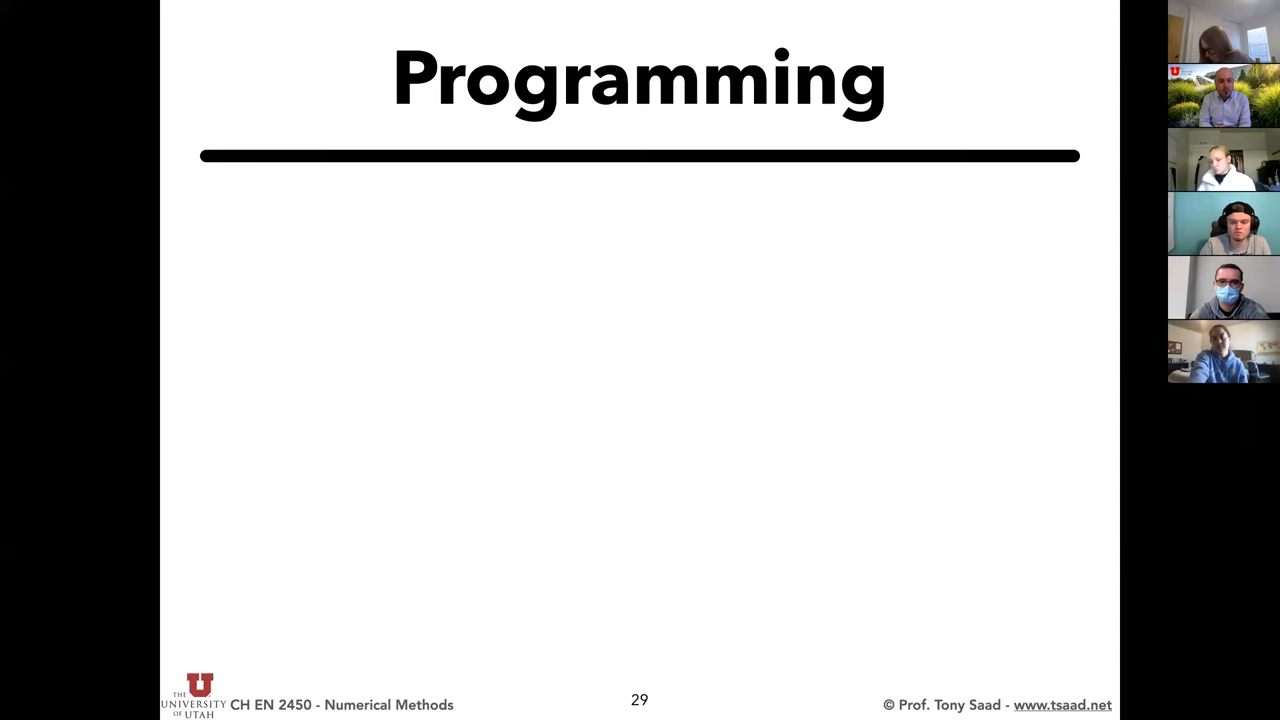 Programming
THE
UNIVERSITY
OF UTAH
CH EN 2450 - Numerical Methods
29
© Prof. Tony Saad - www.tsaad.net